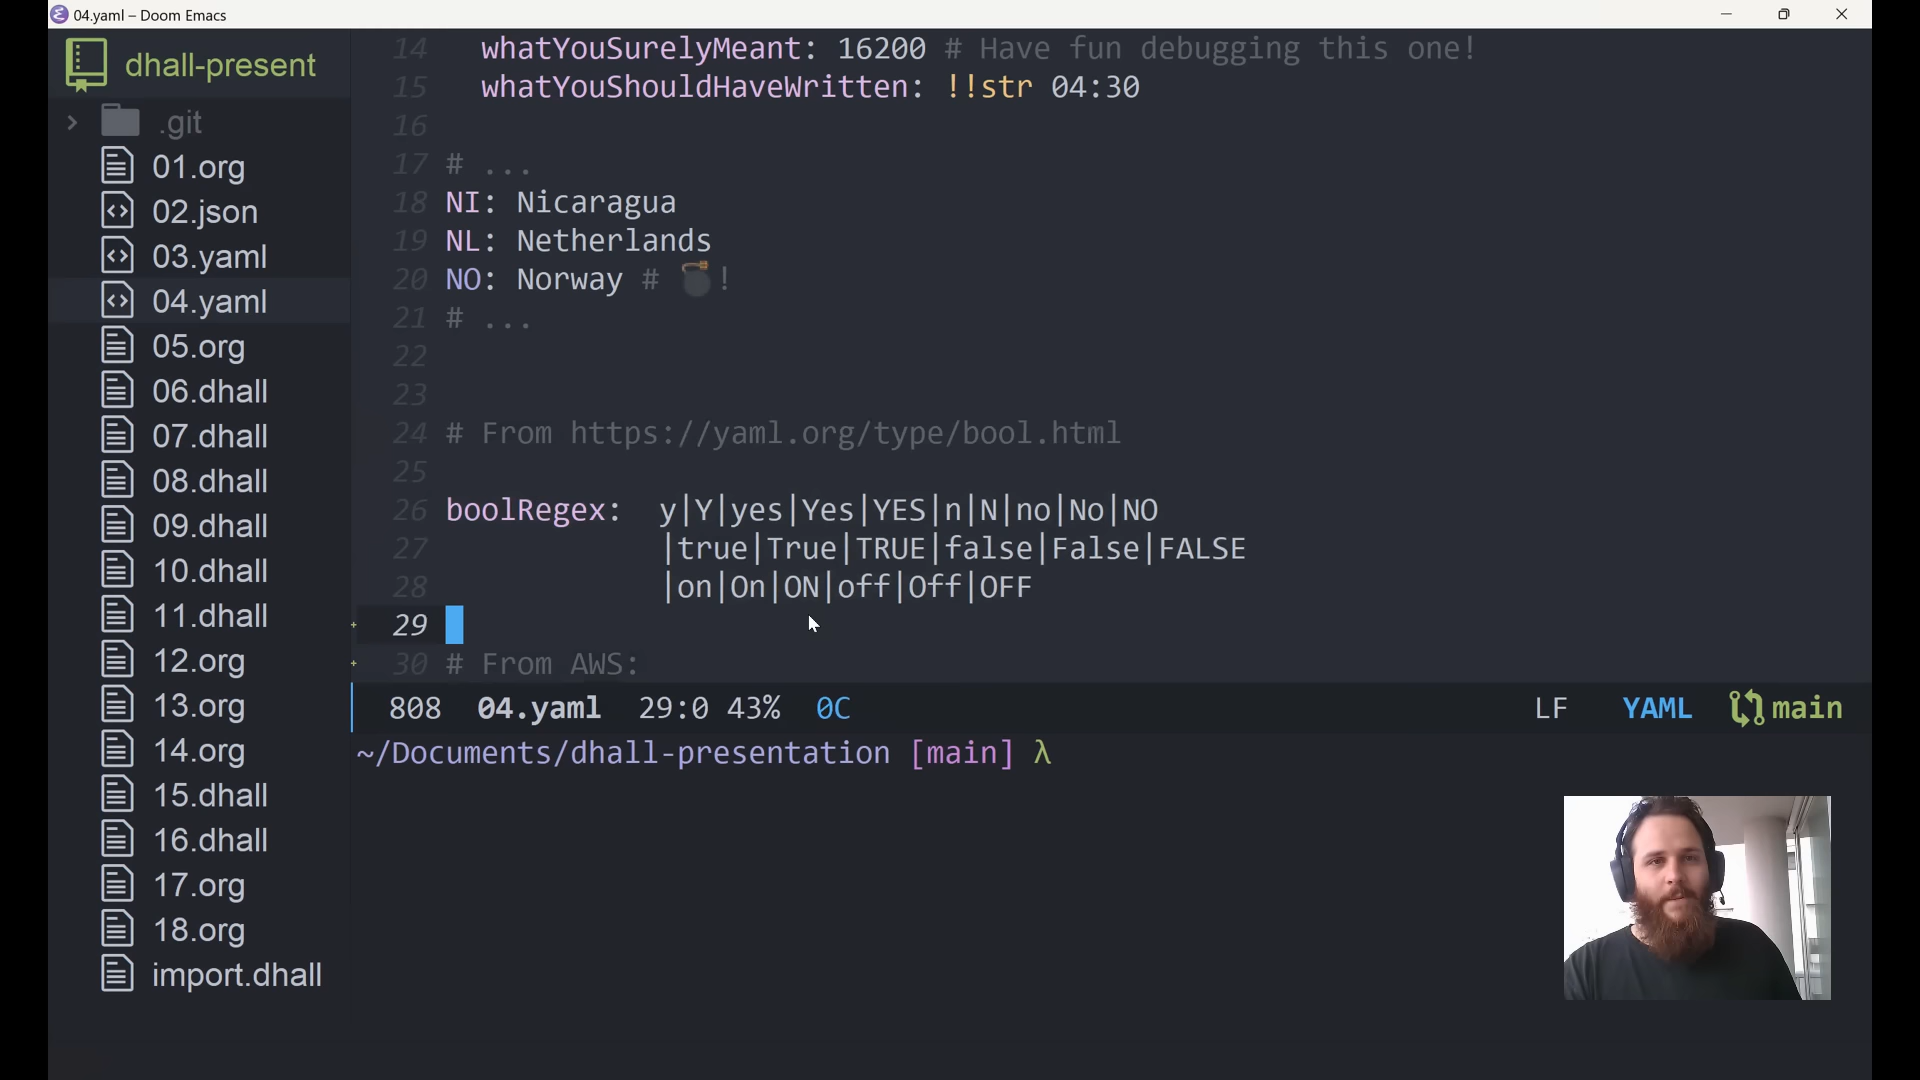 04.yaml – Doom Emacs
dhall-present
.git
01.org
02.json
03.yaml
04.yaml
05.org
06.dhall
07.dhall
08.dhall
09.dhall
10.dhall
11.dhall
12.org
13.org
14.org
15.dhall
16.dhall
17.org
18.org
import.dhall
14 whatYouSurelyMeant: 16200 # Have fun debugging this one!
15 whatYouShouldHaveWritten: !!str 04:30
16
17 # ...
18 NI: Nicaragua
19 NL: Netherlands
20 NO: Norway # 💣!
21 # ...
22
23
24 # From https://yaml.org/type/bool.html
25
26 boolRegex: y|Y|yes|Yes|YES|n|N|no|No|NO
27 |true|True|TRUE|false|False|FALSE
28 |on|On|ON|off|Off|OFF
29
30 # From AWS:
808 04.yaml 29:0 43% 0C LF YAML main
~/Documents/dhall-presentation [main] λ